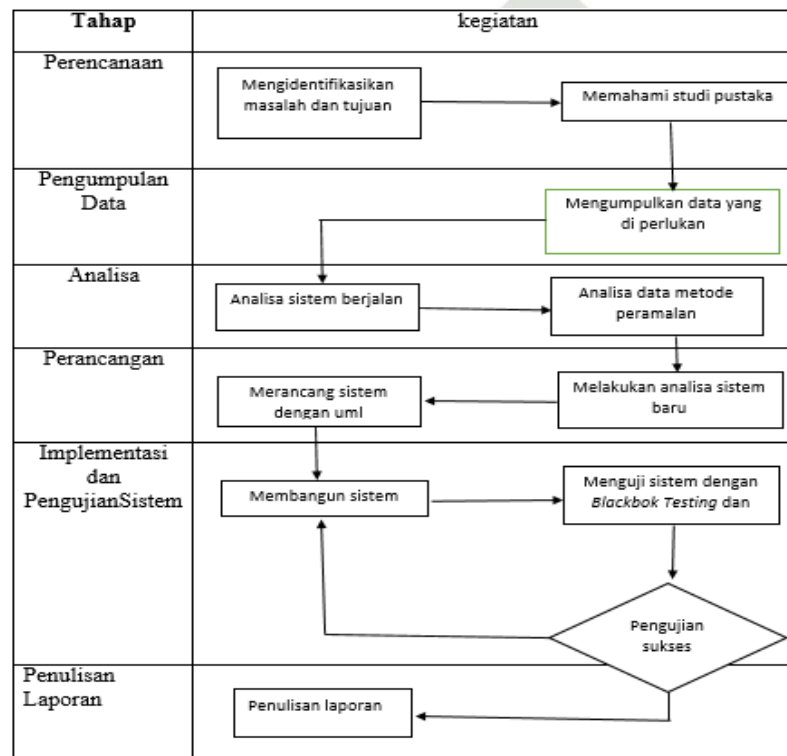 Tahap
kegiatan
Perencanaan
Mengidentifikasikan
masalah dan tujuan
Memahami studi pustaka
Pengumpulan
Data
Mengumpulkan data yang
di perlukan
Analisa
Analisa sistem berjalan
Analisa data metode
peramalan
Perancangan
Merancang sistem
dengan uml
Melakukan analisa sistem
baru
Implementasi
dan
PengujianSistem
Membangun sistem
Menguji sistem dengan
Blackbok Testing dan
Pengujian
sukses
Penulisan
Laporan
Penulisan laporan